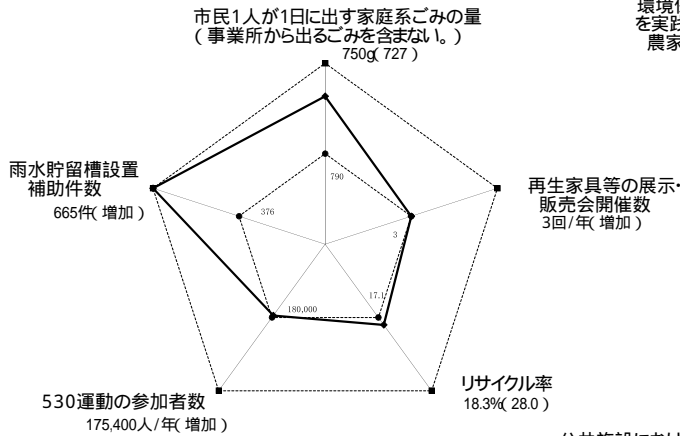 市民1人が1日に出す家庭系ごみの量
(事業所から出るごみを含まない。)
750g(727)
790
雨水貯留槽設置
補助件数
665件(増加)
376
再生家具等の展示・
販売会開催数
3回/年(増加)
3
17.1
180,000
リサイクル率
18.3%(28.0)
530運動の参加者数
175,400人/年(増加)
を実践
農家